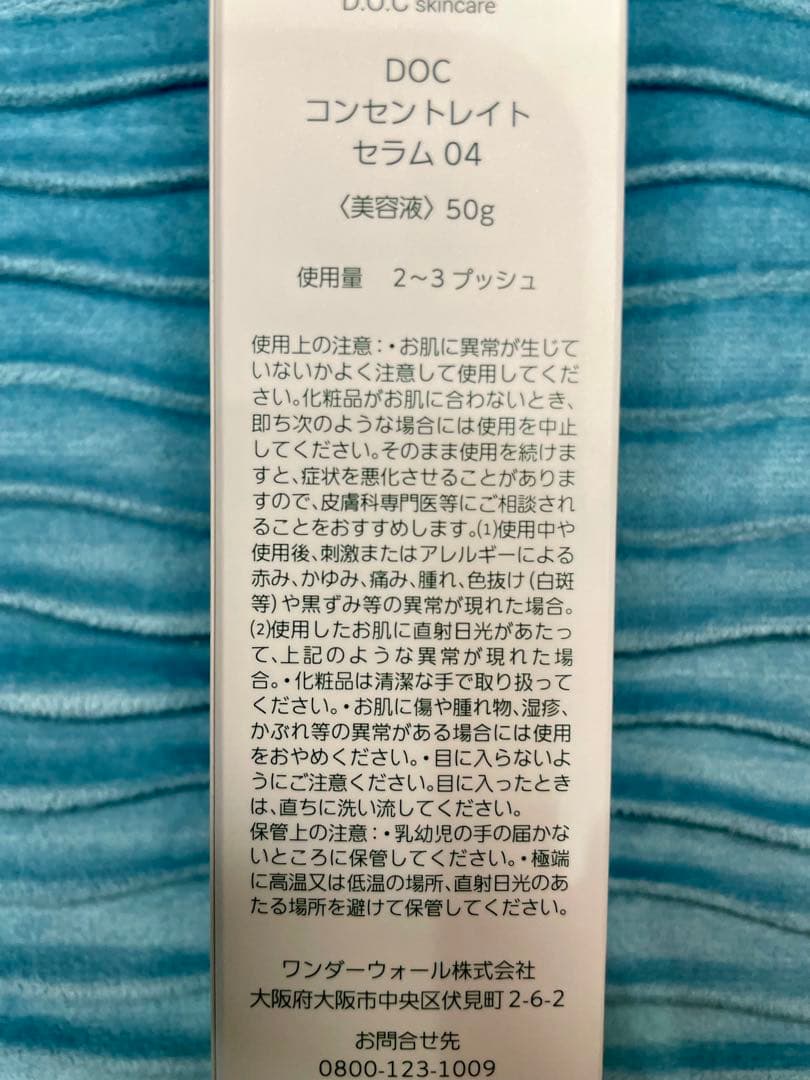 D.O.C skincare
DOC
コンセントレイト
セラム 04
〈美容液〉 50g
使用量　2～3 プッシュ
使用上の注意：・お肌に異常が生じて
いないかよく注意して使用してくだ
さい。化粧品がお肌に合わないとき、
即ち次のような場合には使用を中止
してください。そのまま使用を続けま
すと、症状を悪化させることがありま
すので、皮膚科専門医等にご相談され
ることをおすすめします。(1)使用中や
使用後、刺激またはアレルギーによる
赤み、かゆみ、痛み、腫れ、色抜け（白斑
等）や黒ずみ等の異常が現れた場合。
(2)使用したお肌に直射日光があたっ
て、上記のような異常が現れた場
合。・化粧品は清潔な手で取り扱って
ください。・お肌に傷や腫れ物、湿疹、
かぶれ等の異常がある場合には使用
をおやめください。・目に入らないよ
うにご注意ください。目に入ったとき
は、直ちに洗い流してください。
保管上の注意：・乳幼児の手の届かな
いところに保管してください。・極端
に高温又は低温の場所、直射日光のあ
たる場所を避けて保管してください。
ワンダーウォール株式会社
大阪府大阪市中央区伏見町 2-6-2
お問合せ先
0800-123-1009